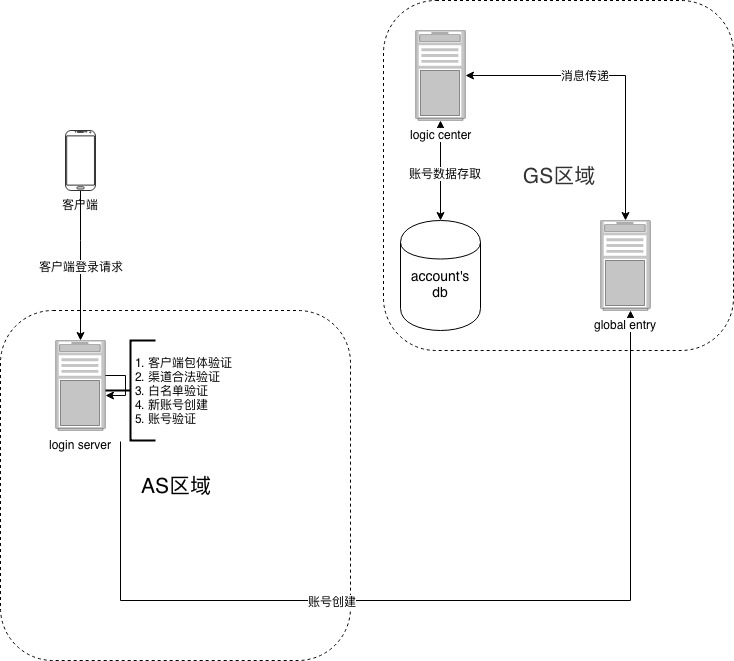 消息传递
logic center
账号数据存取
GS区域
客户端
客户端登录请求
account's
db
global entry
1. 客户端包体验证
2. 渠道合法验证
3. 白名单验证
4. 新账号创建
5. 账号验证
login server
AS区域
账号创建